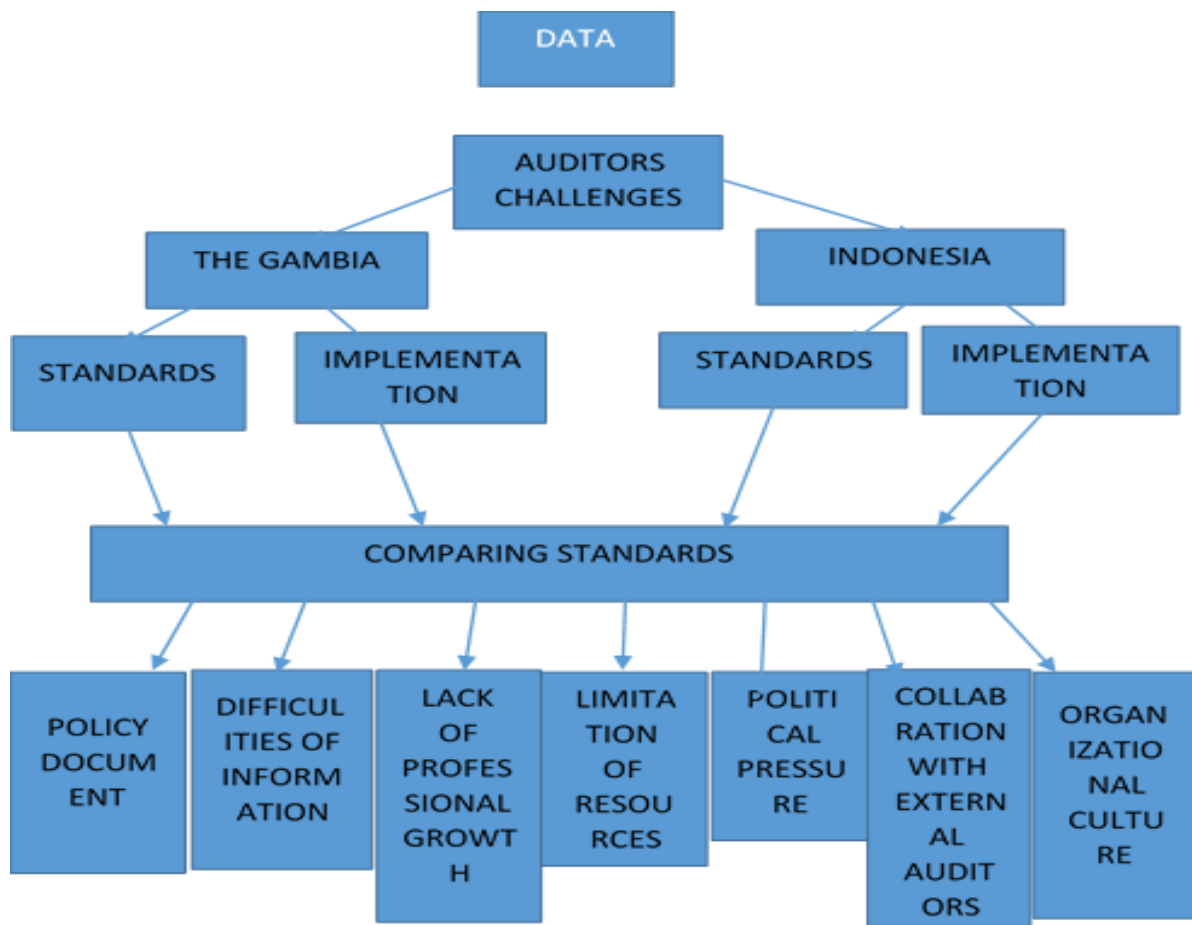 DATA
AUDITORS
CHALLENGES
THE GAMBIA
INDONESIA
STANDARDS
IMPLEMENTA
TION
STANDARDS
IMPLEMENTA
TION
COMPARING STANDARDS
POLICY
DOCUM
ENT
DIFFICUL
ITIES OF
INFORM
ATION
LACK
OF
PROFES
SIONAL
GROWT
H
LIMITA
TION
OF
RESOU
RCES
POLITI
CAL
PRESSU
RE
COLLAB
RATION
WITH
EXTERN
AL
AUDIT
ORS
ORGAN
IZATIO
NAL
CULTU
RE